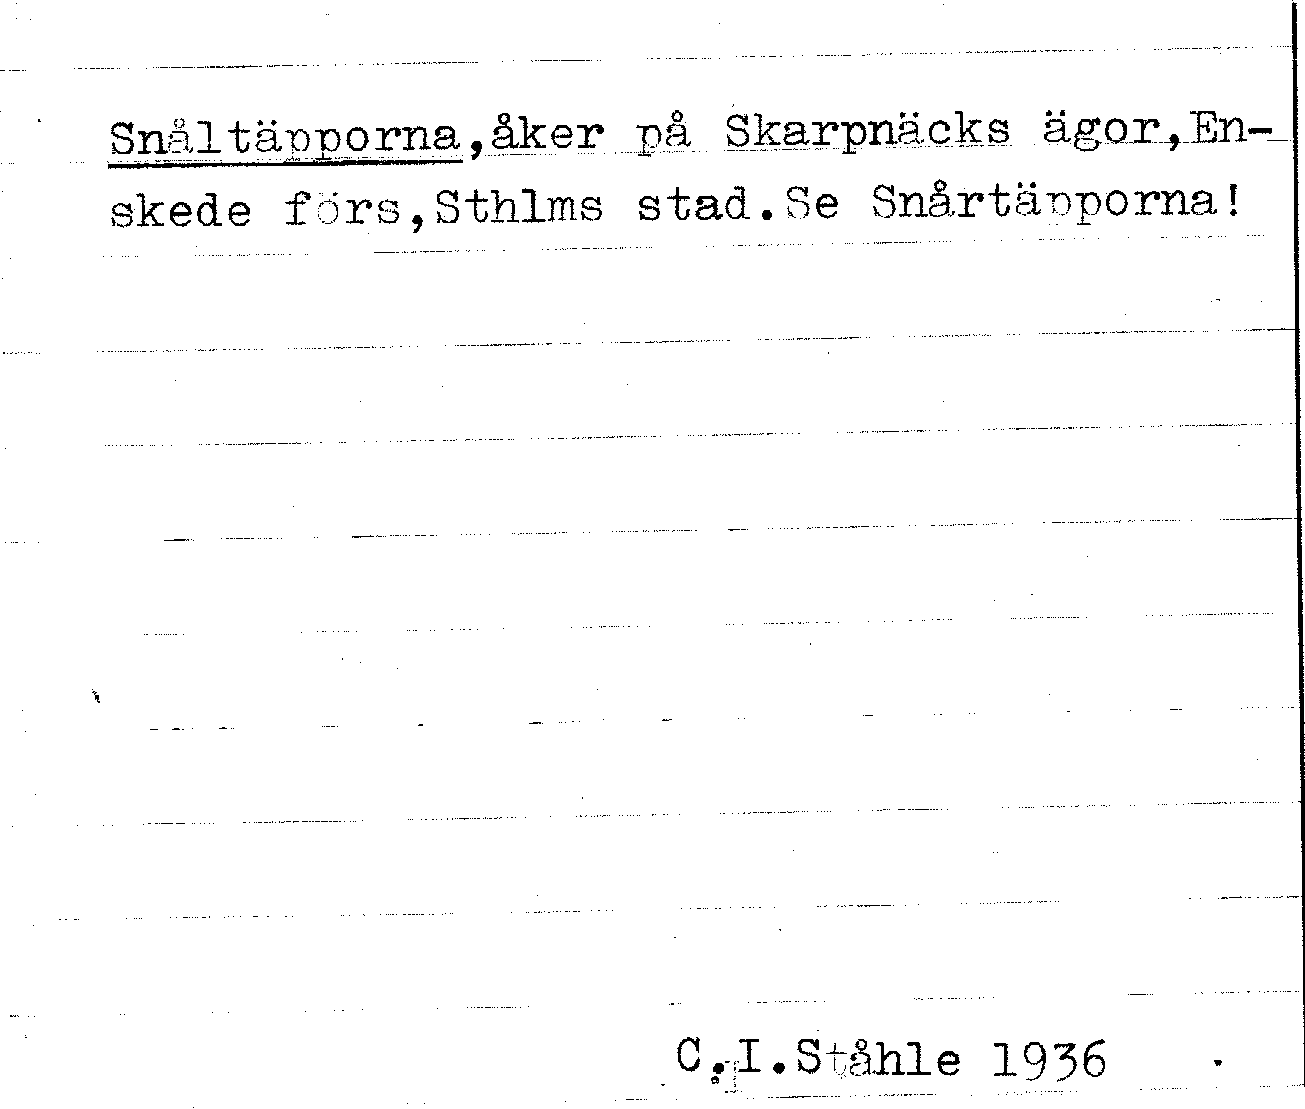 Snåltäpporna,åker på Skarpnäcks ägor,En-
skede förs,Sthlms stad.Se Snårtäpporna!
C.I.Ståhle 1936